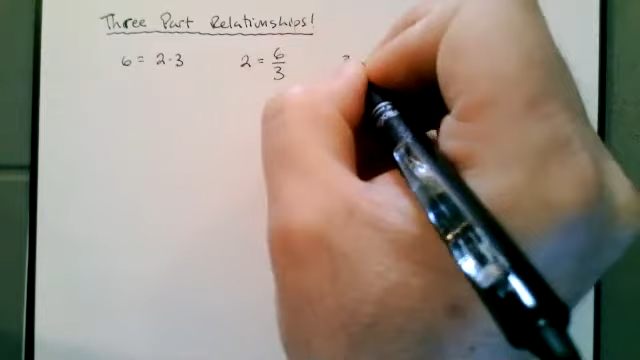 Three Part Relationships!
6 = 2·3   2 = 6/3